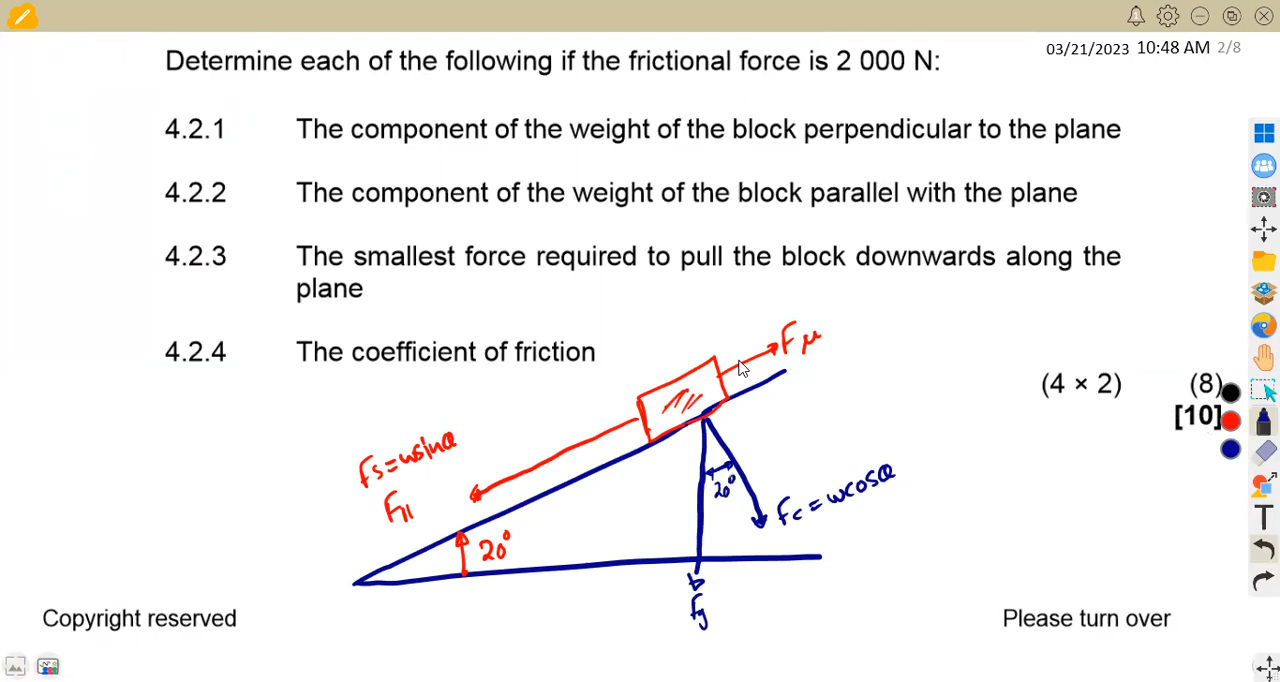 03/21/2023 10:48 AM 2/8
Determine each of the following if the frictional force is 2 000 N:
4.2.1 The component of the weight of the block perpendicular to the plane
4.2.2 The component of the weight of the block parallel with the plane
4.2.3 The smallest force required to pull the block downwards along the
plane
4.2.4 The coefficient of friction
(4 × 2) (8)
[10]
Fμ
Fs = wsinθ
F||
20°
Fc = wcosθ
20°
Fg
Copyright reserved
Please turn over
T